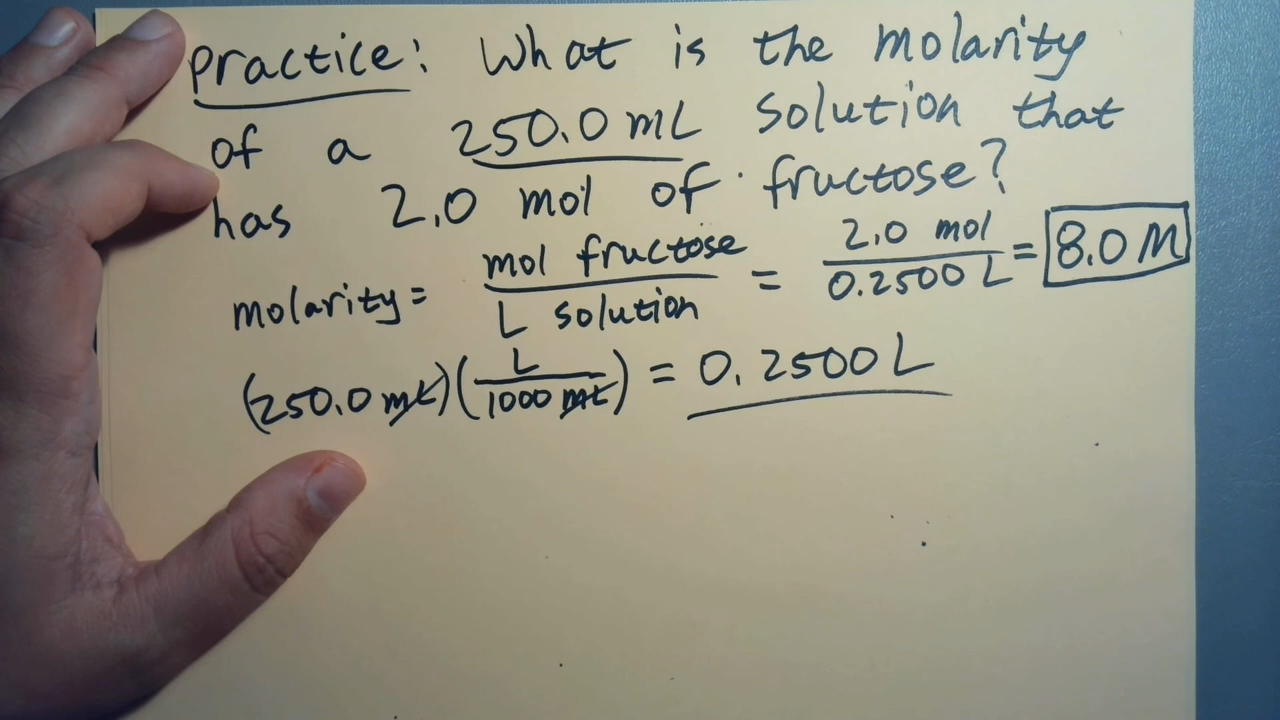 practice: What is the molarity
of a 250.0 mL solution that
has 2.0 mol of fructose?
molarity = mol fructose / L solution = 2.0 mol / 0.2500 L = 8.0 M
(250.0 mL)(L / 1000 mL) = 0.2500 L